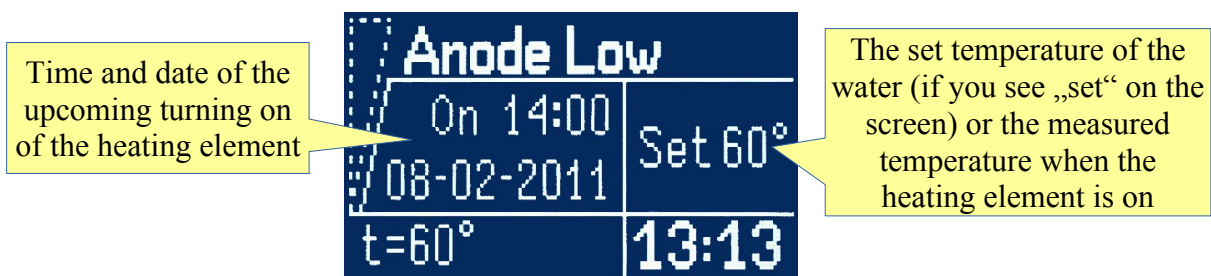 Time and date of the
upcoming turning on
of the heating element
Anode Low
On 14:00
08-02-2011
Set 60°
t=60°
13:13
The set temperature of the
water (if you see „set“ on the
screen) or the measured
temperature when the
heating element is on